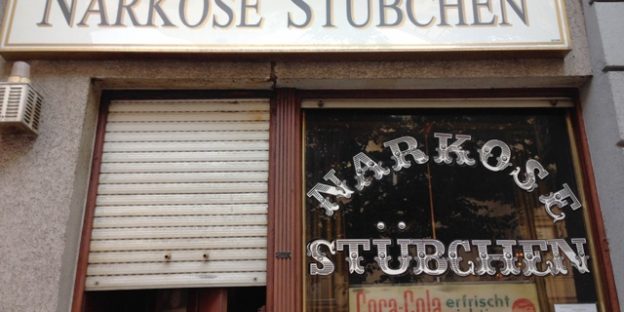 NARKOSE STÜBCHEN
NARKOSE
STÜBCHEN
Coca-Cola erfrischt